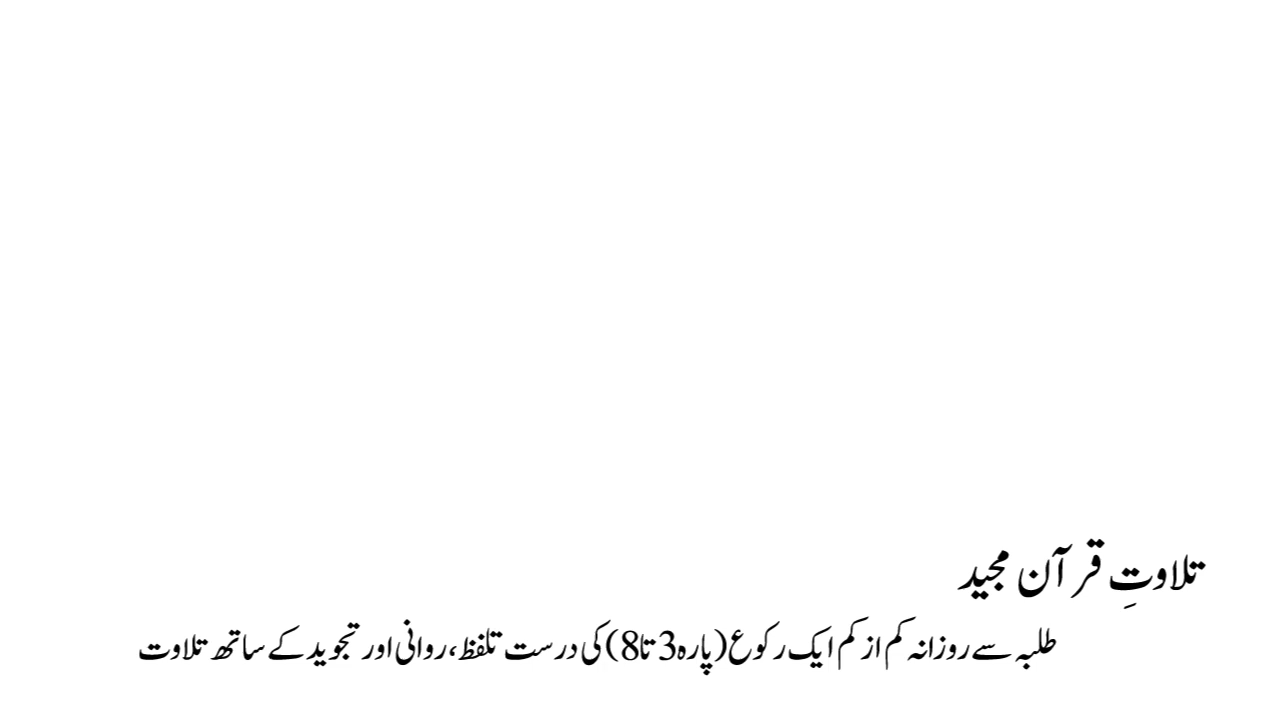 تلاوتِ قرآن مجید
طلبہ سے روزانہ کم از کم ایک رکوع (پارہ 3 تا 8) کی درست تلفظ، روانی اور تجوید کے ساتھ تلاوت